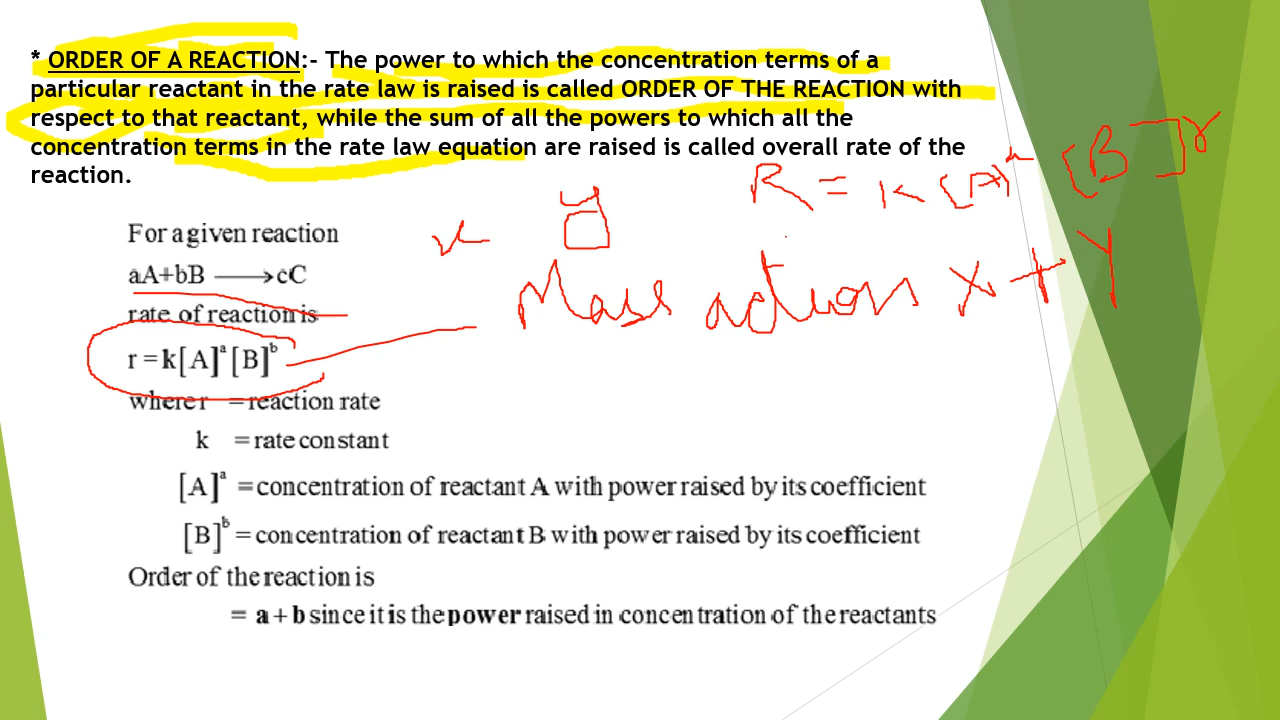 * ORDER OF A REACTION:- The power to which the concentration terms of a
particular reactant in the rate law is raised is called ORDER OF THE REACTION with
respect to that reactant, while the sum of all the powers to which all the
concentration terms in the rate law equation are raised is called overall rate of the
reaction.
R = K [A] [B]
For a given reaction
aA+bB ⟶ cC
Mass action X + Y
rate of reaction is
r = k[A]ᵃ [B]ᵇ
where r = reaction rate
k = rate constant
[A]ᵃ = concentration of reactant A with power raised by its coefficient
[B]ᵇ = concentration of reactant B with power raised by its coefficient
Order of the reaction is
= a + b since it is the power raised in concentration of the reactants